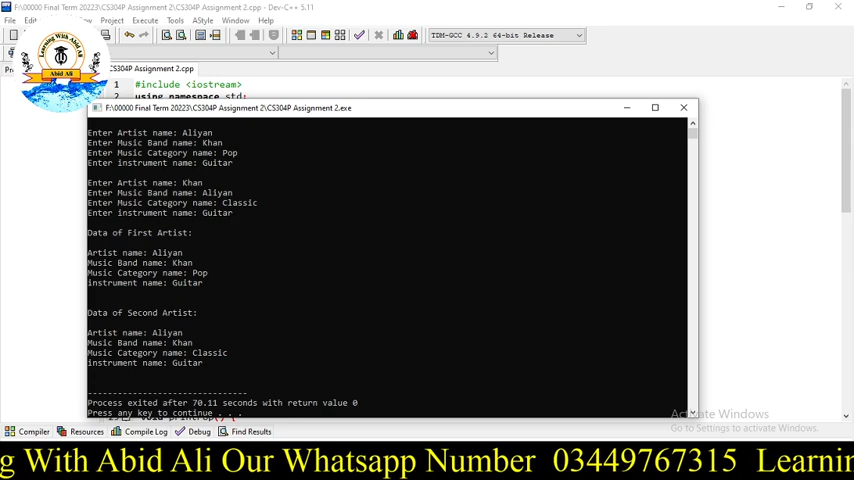 F:\00000 Final Term 20223\CS304P Assignment 2\CS304P Assignment 2.cpp - Dev-C++ 5.11
File Project Execute Tools AStyle Window Help
TDM-GCC 4.9.2 64-bit Release
CS304P Assignment 2.cpp
Learning With Abid Ali
Abid Ali
1 #include <iostream>
2 using namespace std;
F:\00000 Final Term 20223\CS304P Assignment 2\CS304P Assignment 2.exe
Enter Artist name: Aliyan
Enter Music Band name: Khan
Enter Music Category name: Pop
Enter instrument name: Guitar
Enter Artist name: Khan
Enter Music Band name: Aliyan
Enter Music Category name: Classic
Enter instrument name: Guitar
Data of First Artist:
Artist name: Aliyan
Music Band name: Khan
Music Category name: Pop
instrument name: Guitar
Data of Second Artist:
Artist name: Aliyan
Music Band name: Khan
Music Category name: Classic
instrument name: Guitar
--------------------------------
Process exited after 70.11 seconds with return value 0
Press any key to continue . . .
Activate Windows
Go to Settings to activate Windows.
Compiler Resources Compile Log Debug Find Results
g With Abid Ali Our Whatsapp Number 03449767315 Learnin